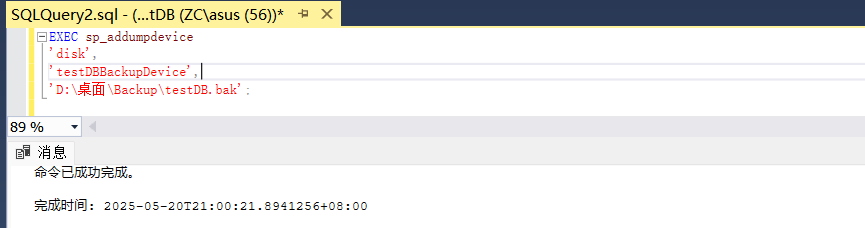 SQLQuery2.sql - (...tDB (ZC\asus (56))*
EXEC sp_addumpdevice
'disk',
'testDBBackupDevice',
'D:\桌面\Backup\testDB.bak';
89 %
消息
命令已成功完成。
完成时间: 2025-05-20T21:00:21.8941256+08:00